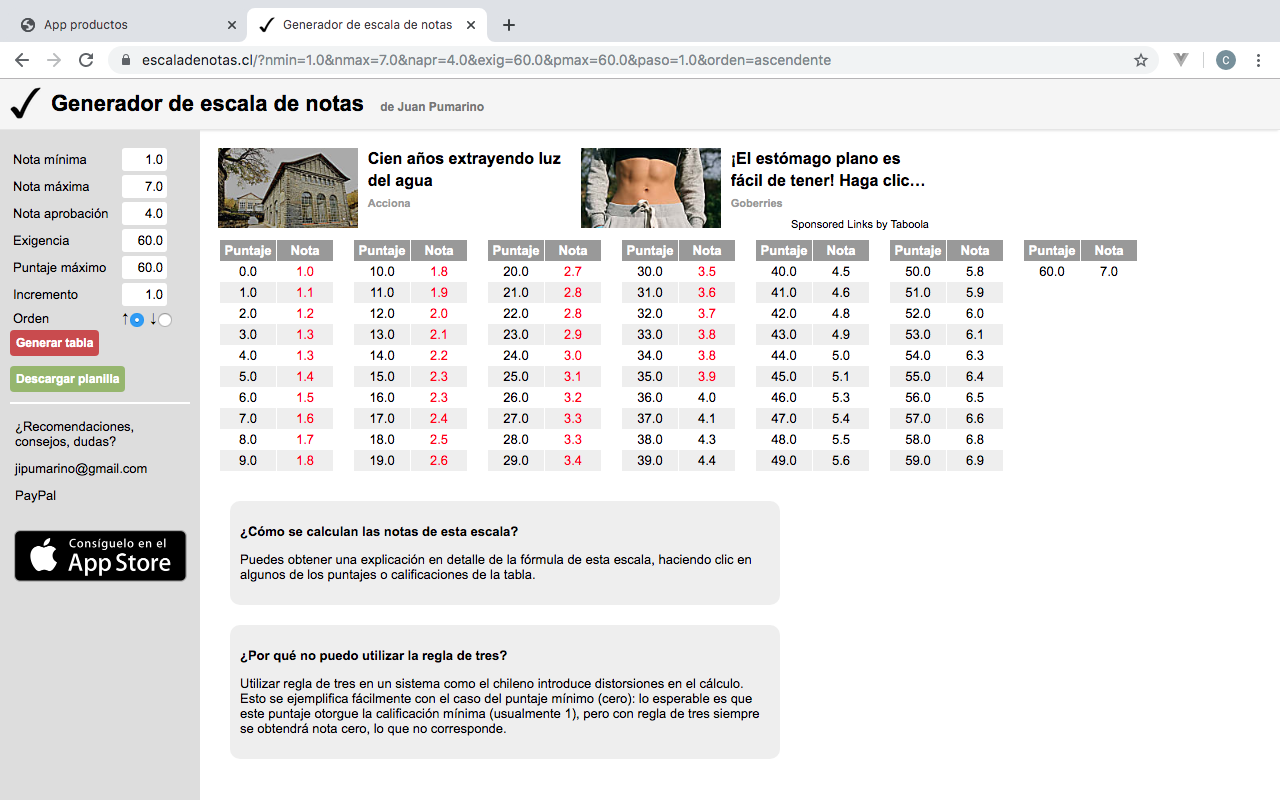 App productos
Generador de escala de notas
escaladenotas.cl/?nmin=1.0&nmax=7.0&napr=4.0&exig=60.0&pmax=60.0&paso=1.0&orden=ascendente
C
Generador de escala de notas de Juan Pumarino
Nota mínima 1.0
Nota máxima 7.0
Nota aprobación 4.0
Exigencia 60.0
Puntaje máximo 60.0
Incremento 1.0
Orden ↑ ↓
Generar tabla
Descargar planilla
¿Recomendaciones,
consejos, dudas?
jipumarino@gmail.com
PayPal
Consíguelo en el
App Store
Cien años extrayendo luz
del agua
Acciona
¡El estómago plano es
fácil de tener! Haga clic…
Goberries
Sponsored Links by Taboola
Puntaje Nota Puntaje Nota Puntaje Nota Puntaje Nota Puntaje Nota Puntaje Nota Puntaje Nota
0.0 1.0 10.0 1.8 20.0 2.7 30.0 3.5 40.0 4.5 50.0 5.8 60.0 7.0
1.0 1.1 11.0 1.9 21.0 2.8 31.0 3.6 41.0 4.6 51.0 5.9
2.0 1.2 12.0 2.0 22.0 2.8 32.0 3.7 42.0 4.8 52.0 6.0
3.0 1.3 13.0 2.1 23.0 2.9 33.0 3.8 43.0 4.9 53.0 6.1
4.0 1.3 14.0 2.2 24.0 3.0 34.0 3.8 44.0 5.0 54.0 6.3
5.0 1.4 15.0 2.3 25.0 3.1 35.0 3.9 45.0 5.1 55.0 6.4
6.0 1.5 16.0 2.3 26.0 3.2 36.0 4.0 46.0 5.3 56.0 6.5
7.0 1.6 17.0 2.4 27.0 3.3 37.0 4.1 47.0 5.4 57.0 6.6
8.0 1.7 18.0 2.5 28.0 3.3 38.0 4.3 48.0 5.5 58.0 6.8
9.0 1.8 19.0 2.6 29.0 3.4 39.0 4.4 49.0 5.6 59.0 6.9
¿Cómo se calculan las notas de esta escala?
Puedes obtener una explicación en detalle de la fórmula de esta escala, haciendo clic en
algunos de los puntajes o calificaciones de la tabla.
¿Por qué no puedo utilizar la regla de tres?
Utilizar regla de tres en un sistema como el chileno introduce distorsiones en el cálculo.
Esto se ejemplifica fácilmente con el caso del puntaje mínimo (cero): lo esperable es que
este puntaje otorgue la calificación mínima (usualmente 1), pero con regla de tres siempre
se obtendrá nota cero, lo que no corresponde.